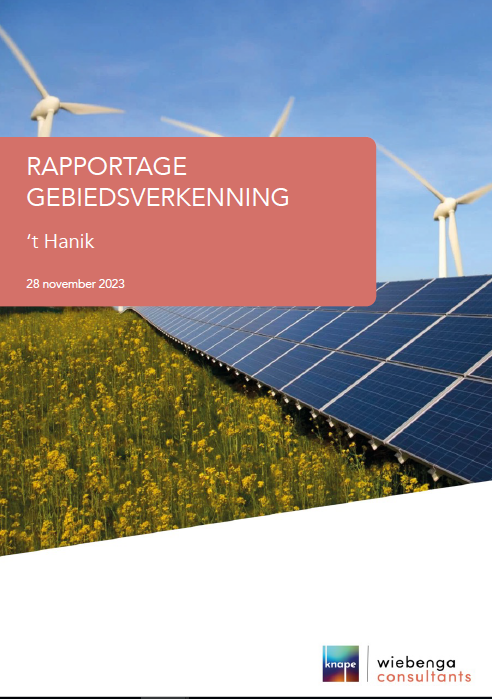 RAPPORTAGE
GEBIEDSVERKENNING
‘t Hanik
28 november 2023
knape
wiebenga
consultants